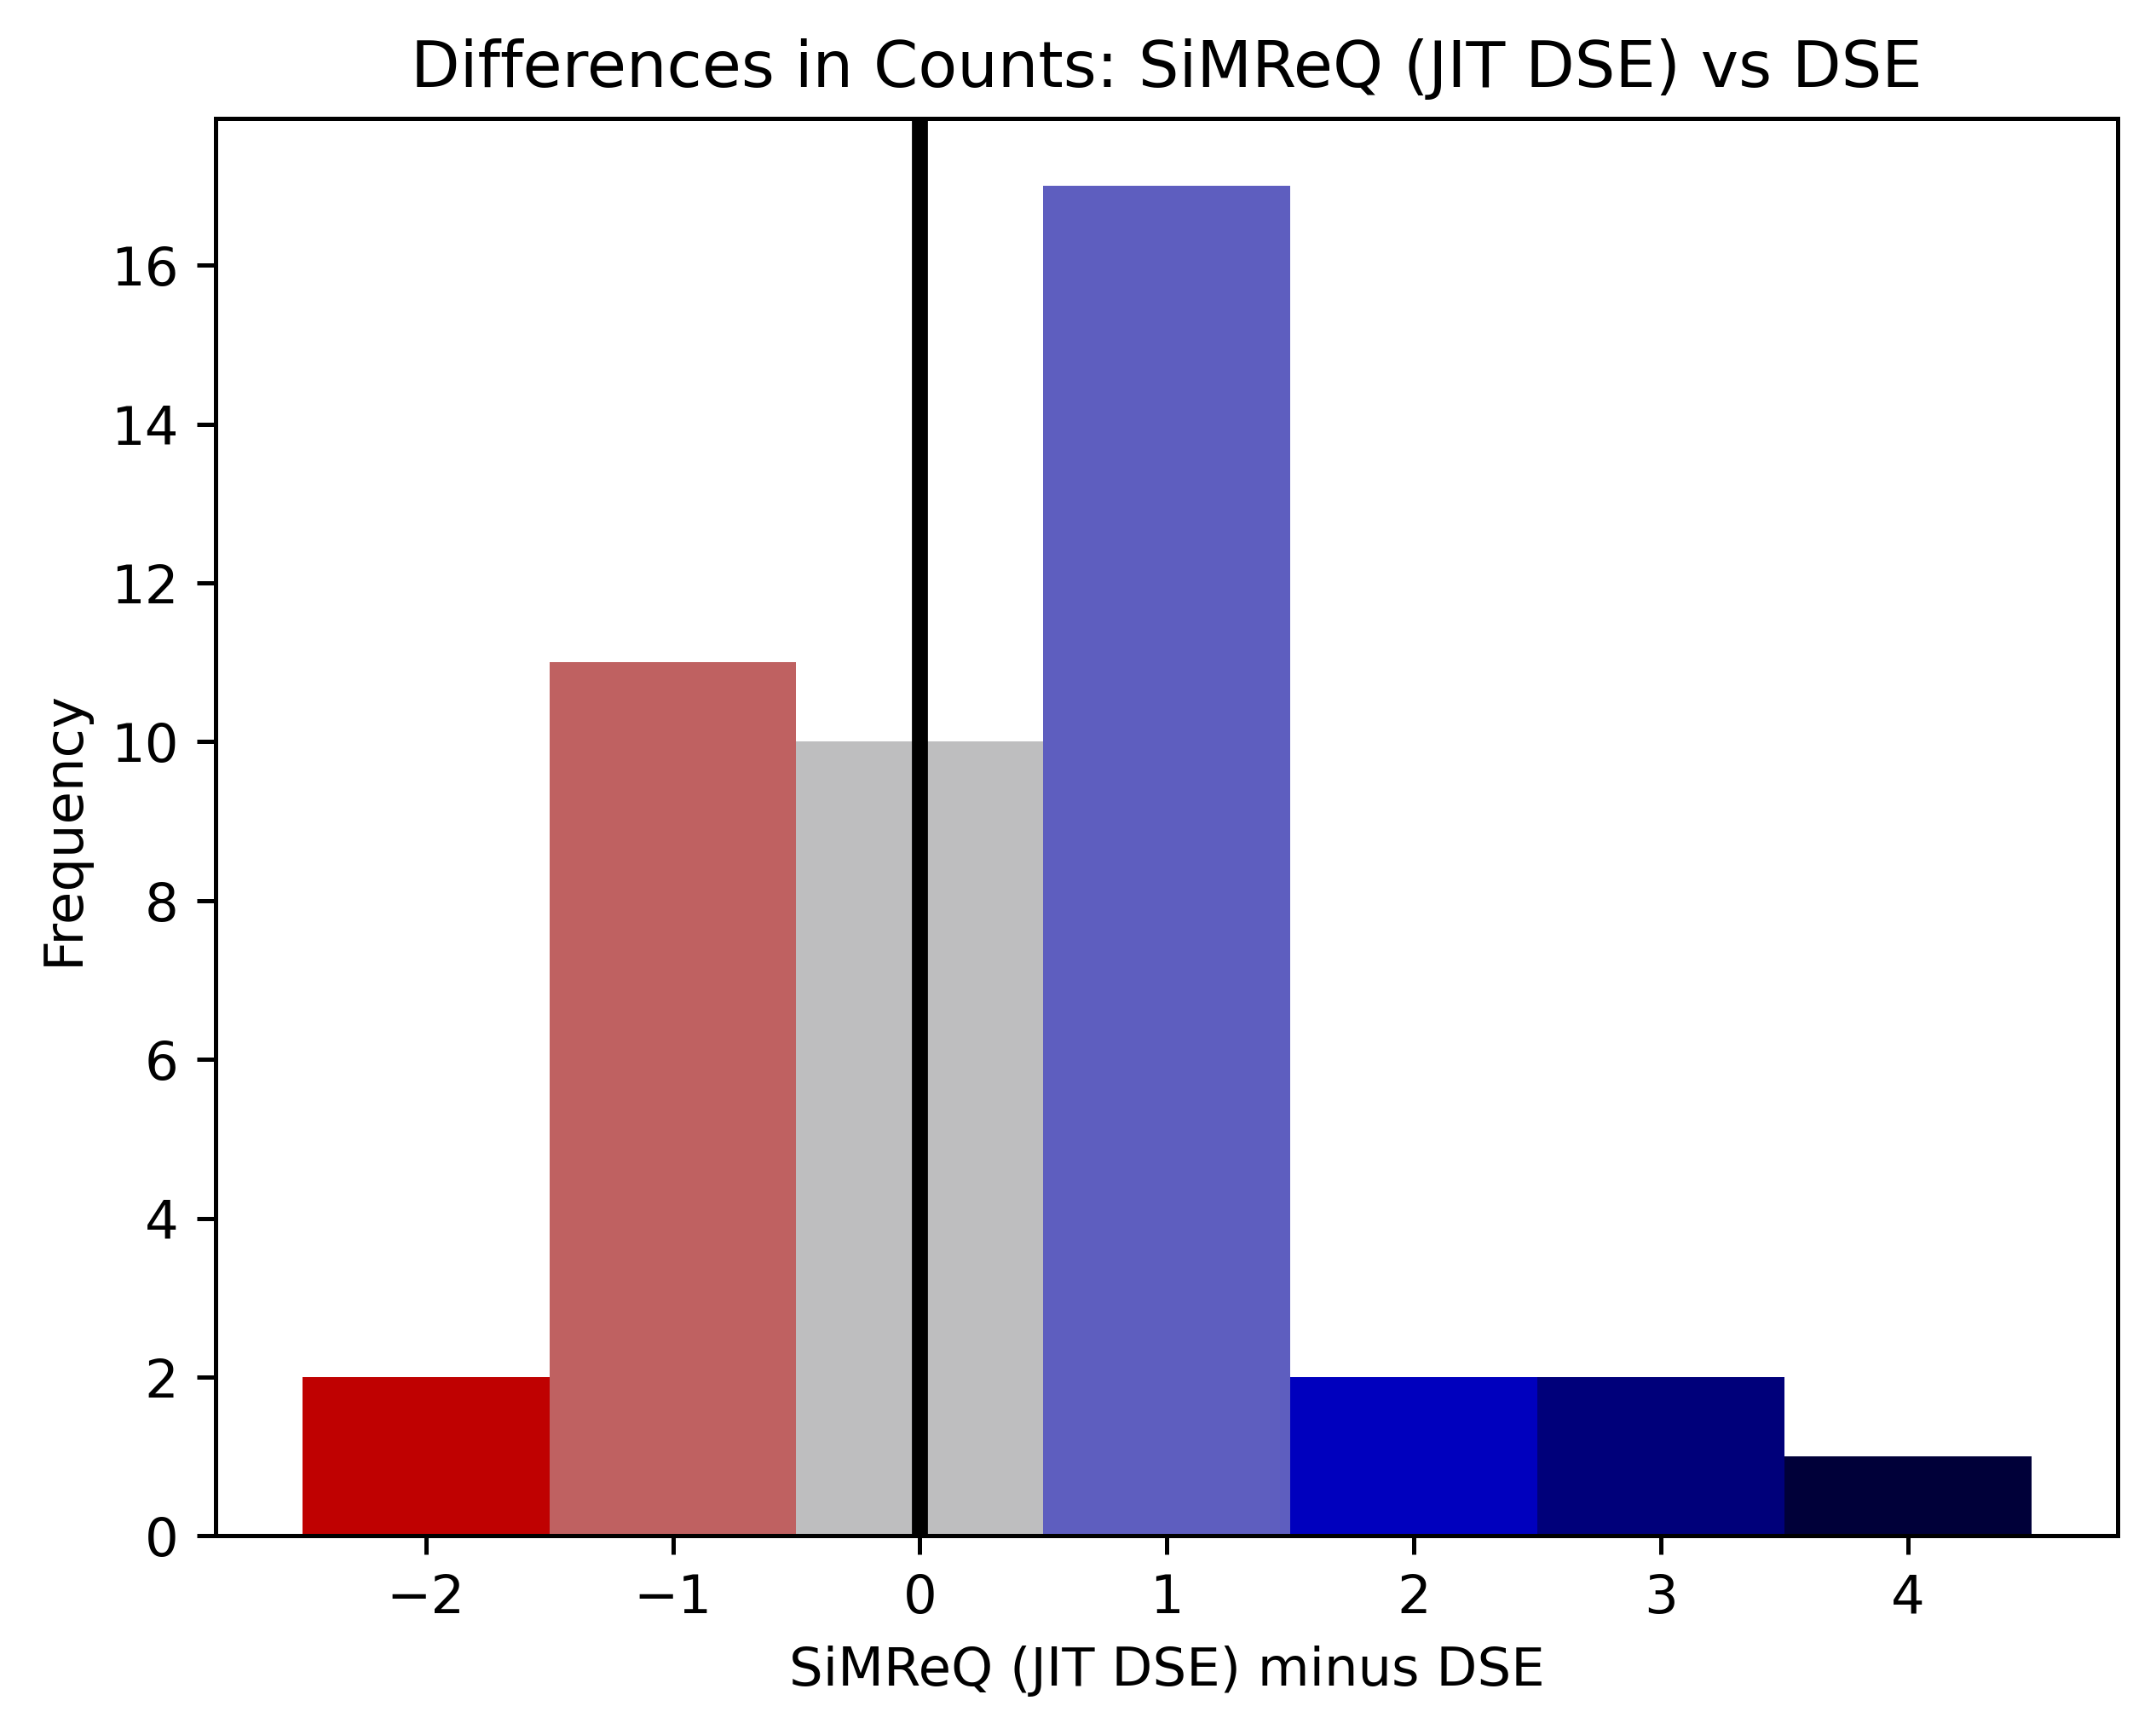 Differences in Counts: SiMReQ (JIT DSE) vs DSE
Frequency
16
14
12
10
8
6
4
2
0
−2 −1 0 1 2 3 4
SiMReQ (JIT DSE) minus DSE